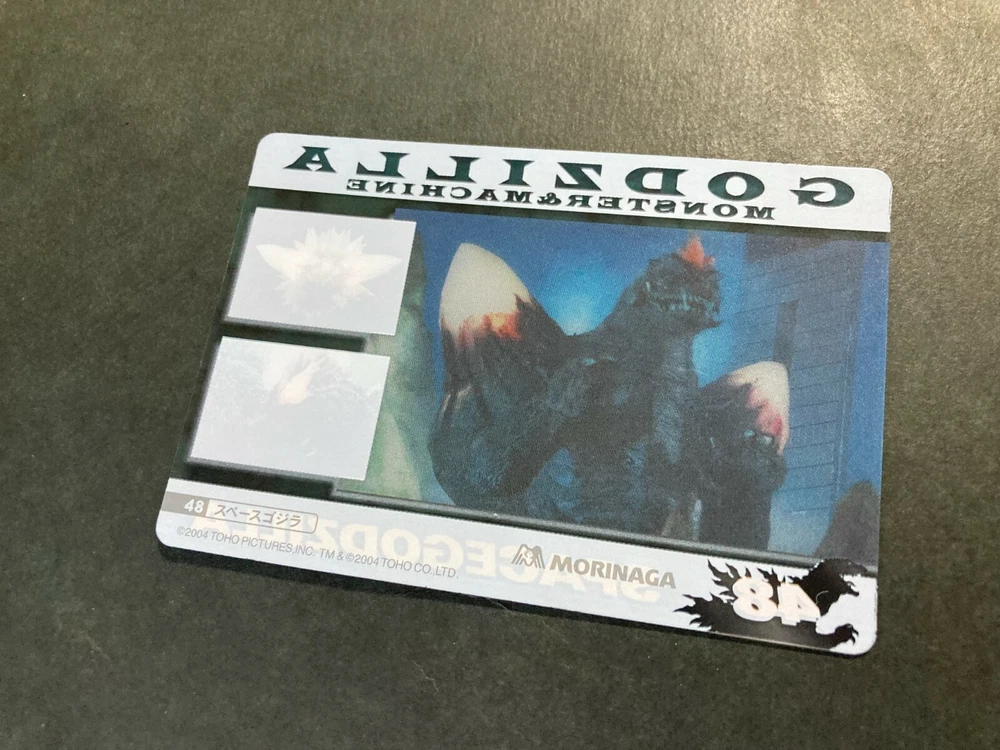 GODZILLA
MONSTER&MACHINE
48 スペースゴジラ
©2004 TOHO PICTURES,INC. TM & ©2004 TOHO CO.,LTD.
SPACEGODZILLA
MORINAGA
48